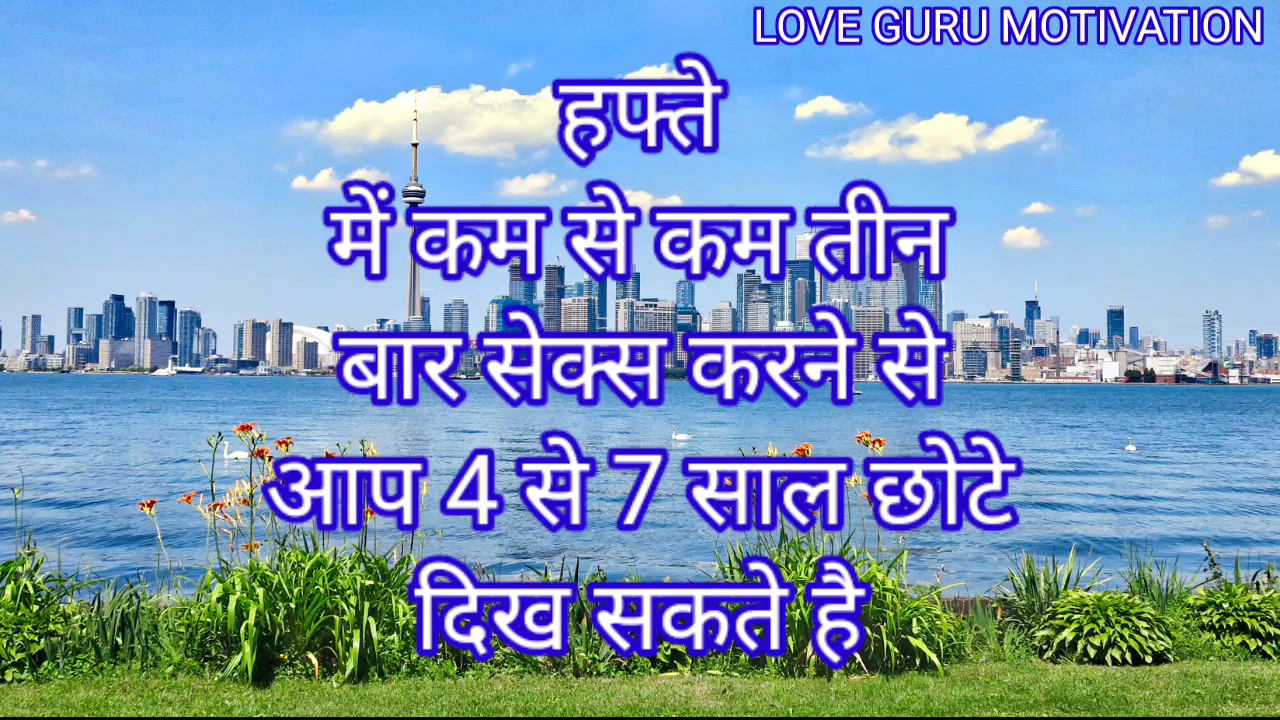 LOVE GURU MOTIVATION
हफ्ते
में कम से कम तीन
बार सेक्स करने से
आप 4 से 7 साल छोटे
दिख सकते है